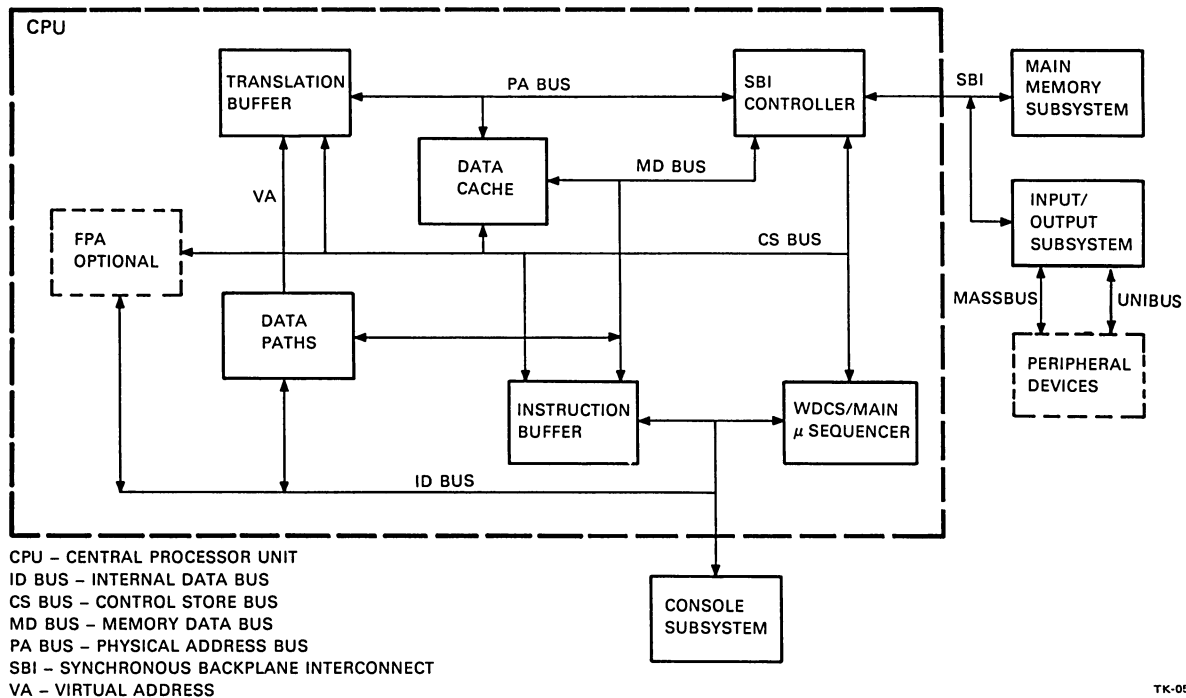 CPU
TRANSLATION
BUFFER
PA BUS
SBI
CONTROLLER
SBI
MAIN
MEMORY
SUBSYSTEM
DATA
CACHE
MD BUS
VA
INPUT/
OUTPUT
SUBSYSTEM
FPA
OPTIONAL
CS BUS
MASSBUS
UNIBUS
DATA
PATHS
PERIPHERAL
DEVICES
INSTRUCTION
BUFFER
WDCS/MAIN
μ SEQUENCER
ID BUS
CONSOLE
SUBSYSTEM
CPU – CENTRAL PROCESSOR UNIT
ID BUS – INTERNAL DATA BUS
CS BUS – CONTROL STORE BUS
MD BUS – MEMORY DATA BUS
PA BUS – PHYSICAL ADDRESS BUS
SBI – SYNCHRONOUS BACKPLANE INTERCONNECT
VA – VIRTUAL ADDRESS